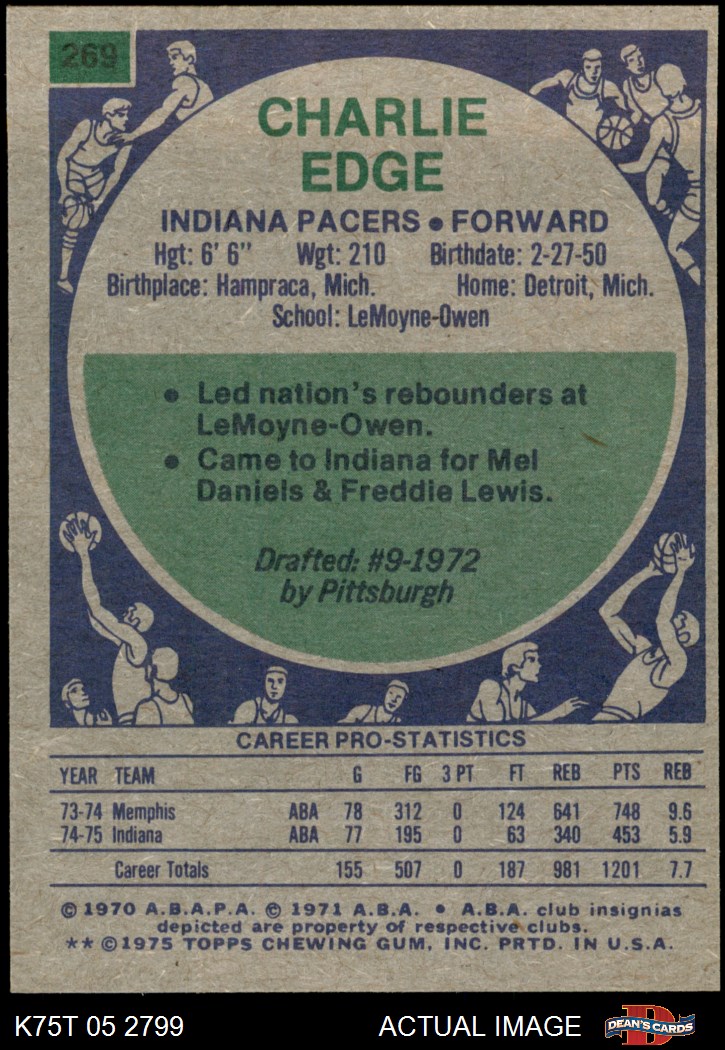 269
CHARLIE
EDGE
INDIANA PACERS • FORWARD
Hgt: 6' 6" Wgt: 210 Birthdate: 2-27-50
Birthplace: Hampraca, Mich. Home: Detroit, Mich.
School: LeMoyne-Owen
• Led nation's rebounders at
LeMoyne-Owen.
• Came to Indiana for Mel
Daniels & Freddie Lewis.
Drafted: #9-1972
by Pittsburgh
CAREER PRO-STATISTICS
YEAR TEAM G FG 3 PT FT REB PTS REB
73-74 Memphis ABA 78 312 0 124 641 748 9.6
74-75 Indiana ABA 77 195 0 63 340 453 5.9
Career Totals 155 507 0 187 981 1201 7.7
© 1970 A.B.A.P.A. © 1971 A.B.A. • A.B.A. club insignias
depicted are property of respective clubs.
** © 1975 TOPPS CHEWING GUM, INC. PRTD. IN U.S.A.
K75T 05 2799 ACTUAL IMAGE DEAN'S CARDS